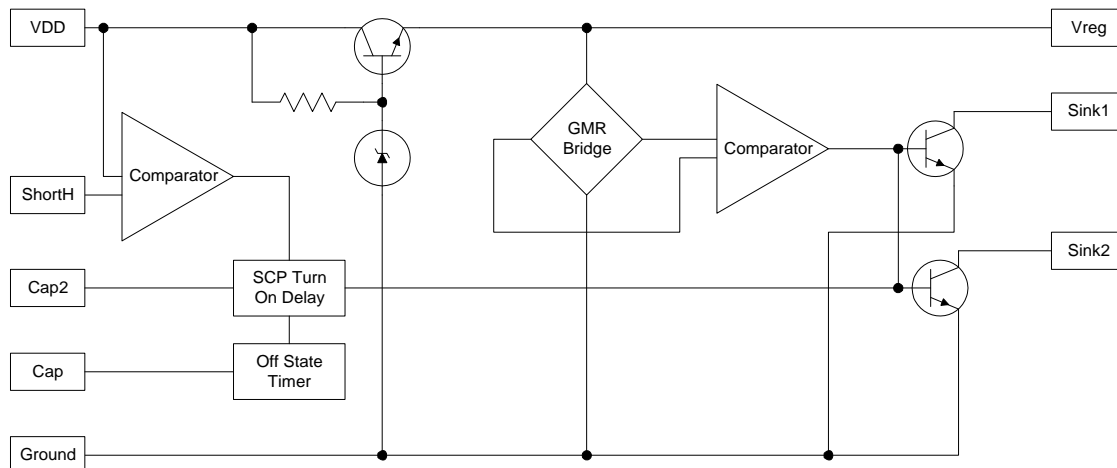 VDD
Vreg
GMR
Bridge
Sink1
Comparator
Comparator
ShortH
Sink2
SCP Turn
On Delay
Cap2
Off State
Timer
Cap
Ground